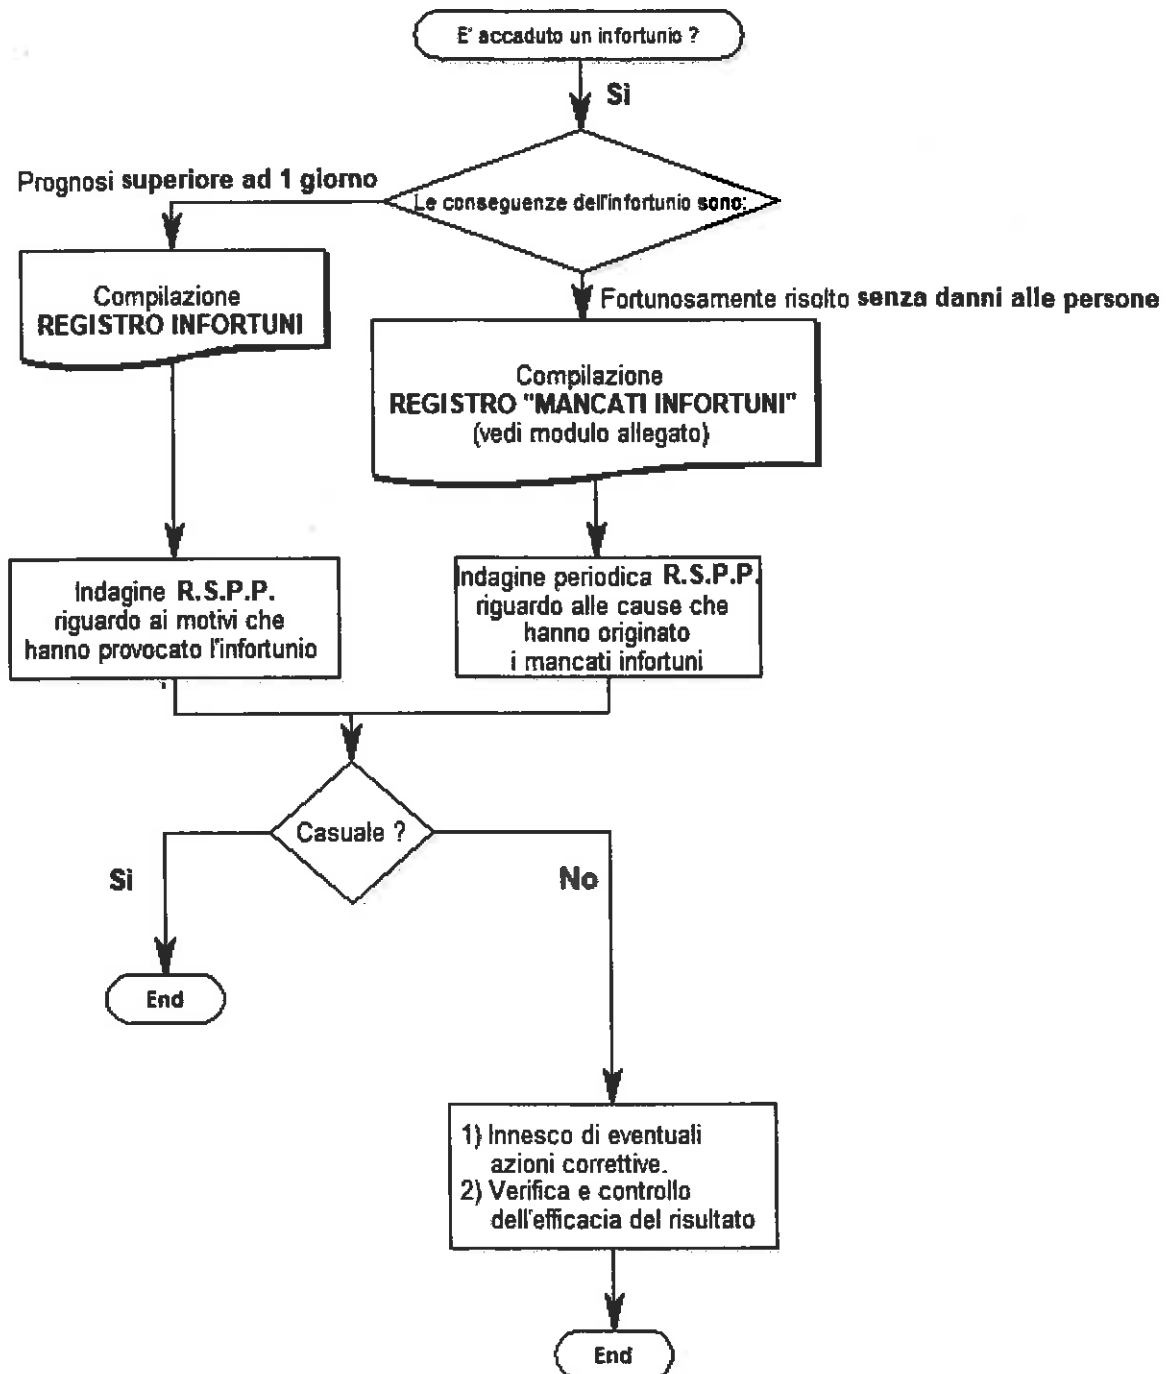 E' accaduto un infortunio ?
Sì
Prognosi superiore ad 1 giorno
Le conseguenze dell'infortunio sono:
Compilazione
REGISTRO INFORTUNI
Fortunosamente risolto senza danni alle persone
Compilazione
REGISTRO "MANCATI INFORTUNI"
(vedi modulo allegato)
Indagine R.S.P.P.
riguardo ai motivi che
hanno provocato l'infortunio
Indagine periodica R.S.P.P.
riguardo alle cause che
hanno originato
i mancati infortuni
Casuale ?
Sì
No
End
1) Innesco di eventuali
azioni correttive.
2) Verifica e controllo
dell'efficacia del risultato
End